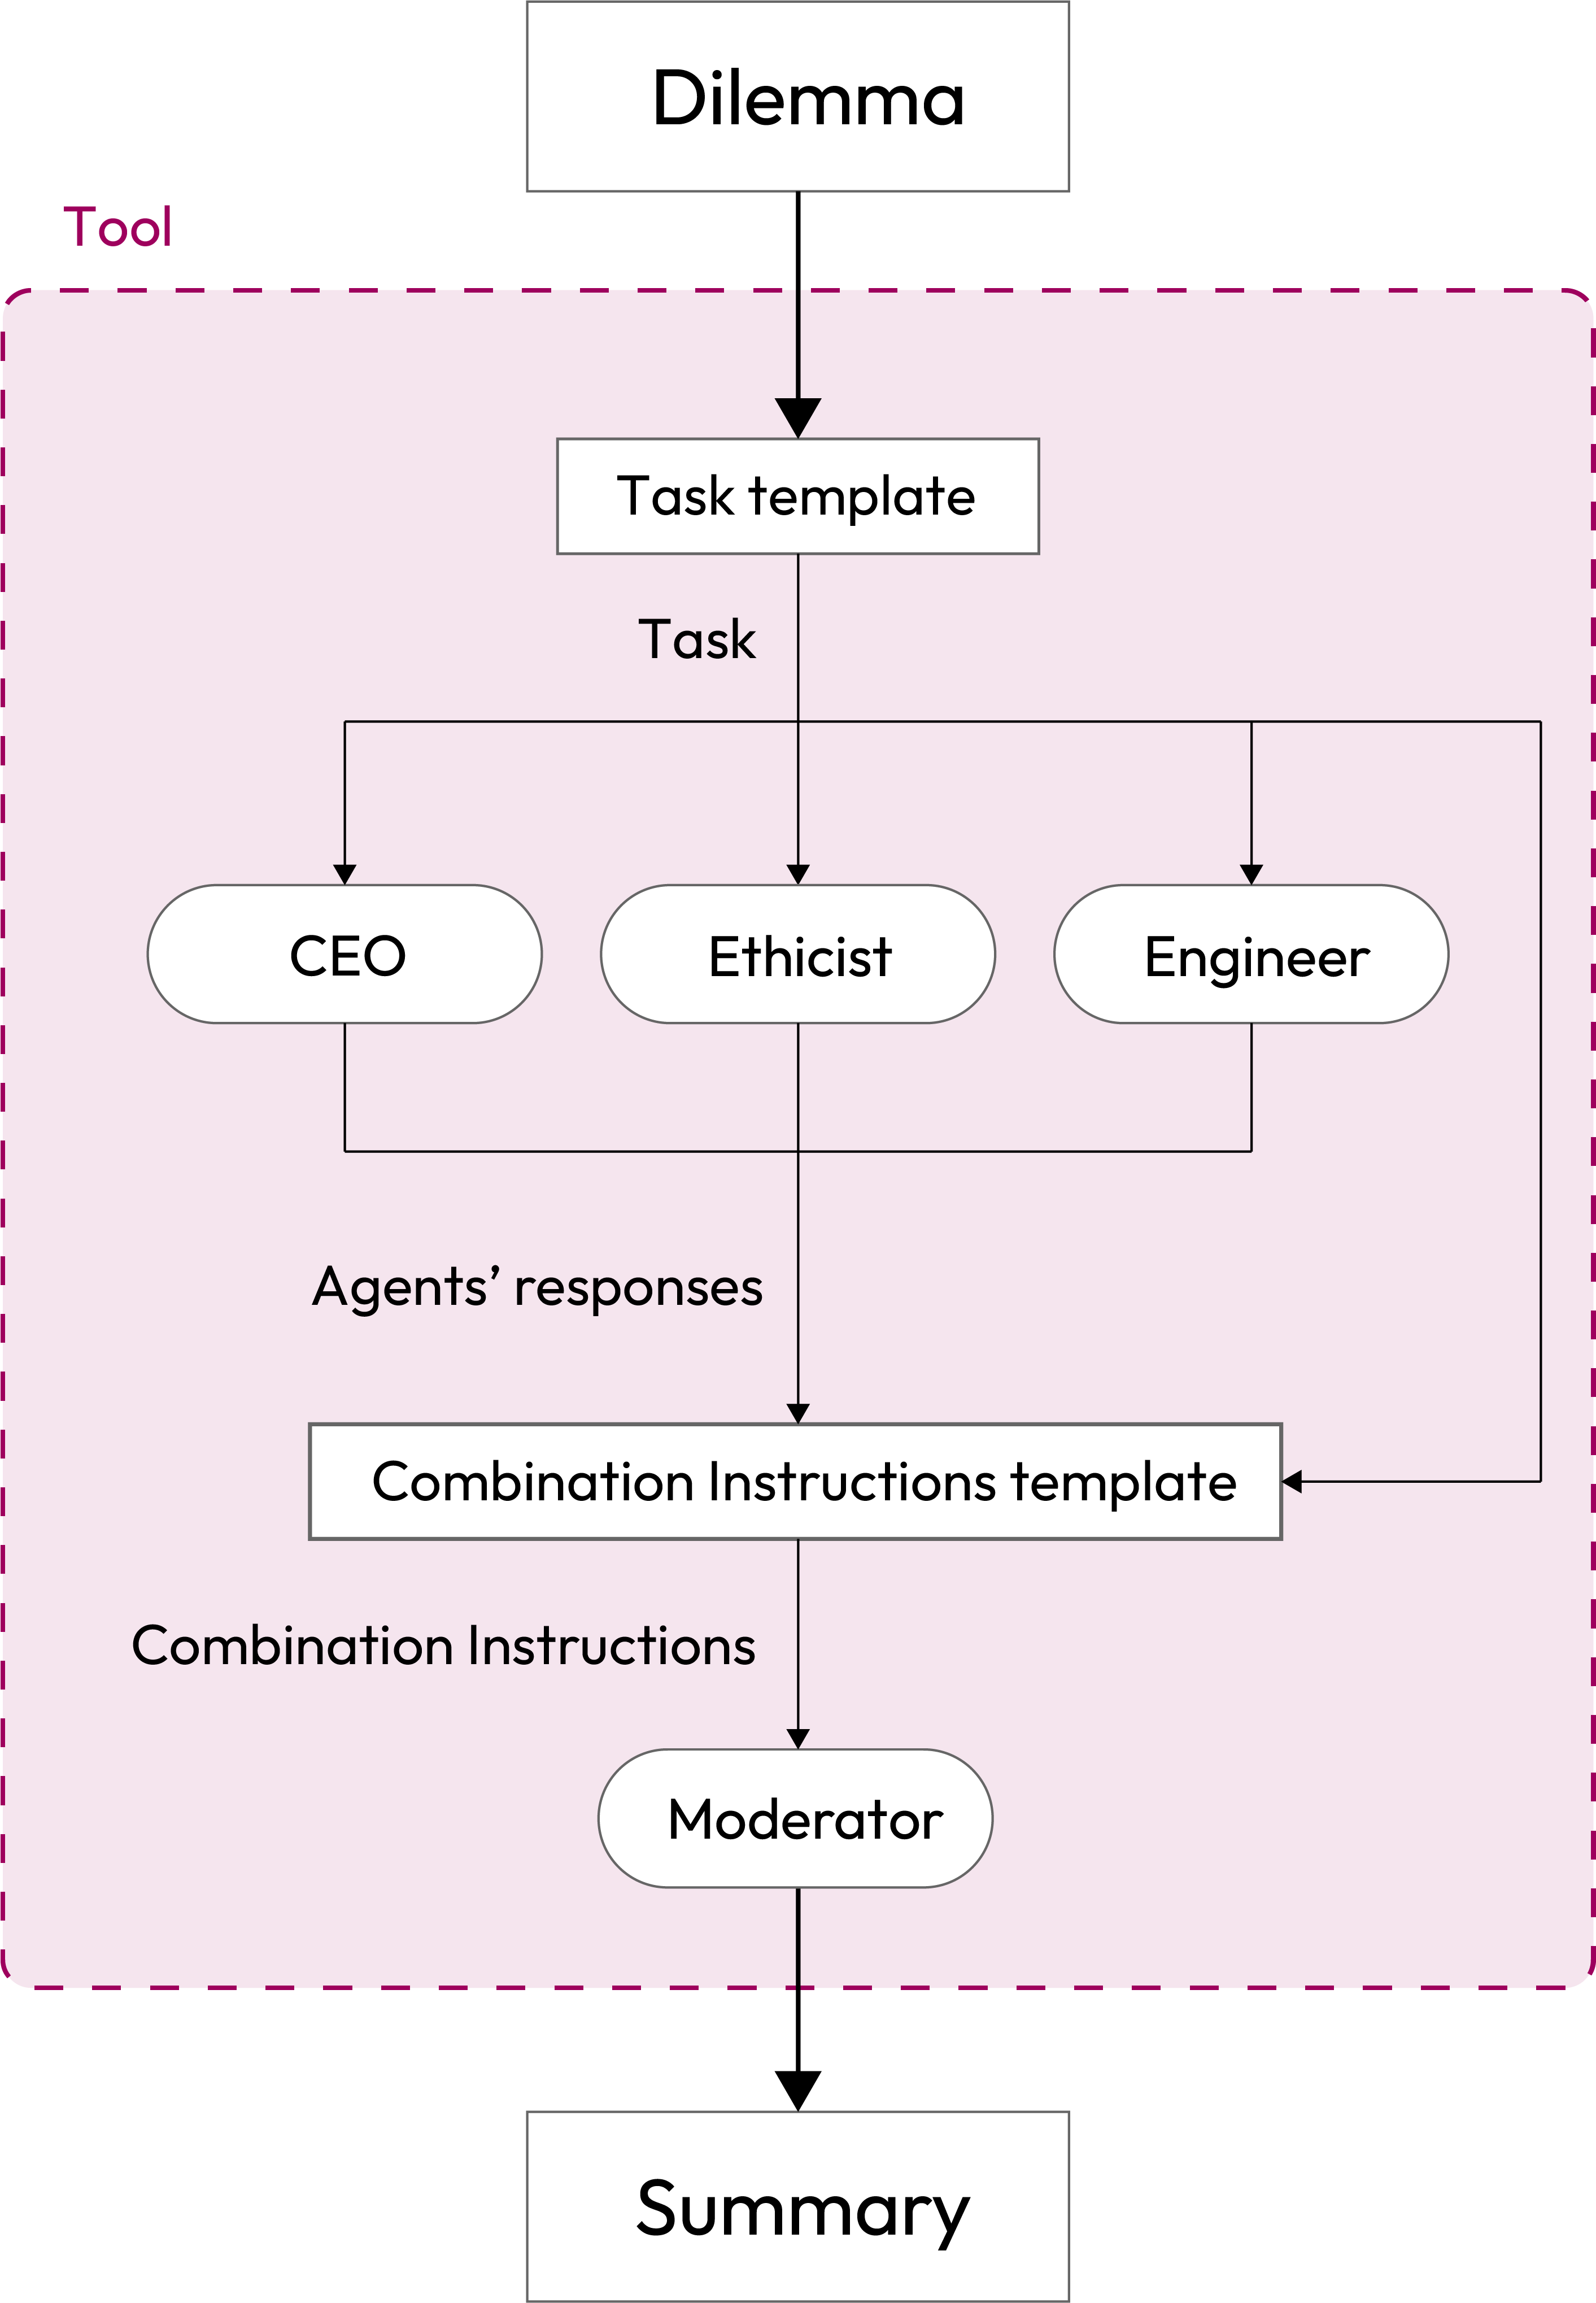 Dilemma
Tool
Task template
Task
CEO
Ethicist
Engineer
Agents’ responses
Combination Instructions template
Combination Instructions
Moderator
Summary